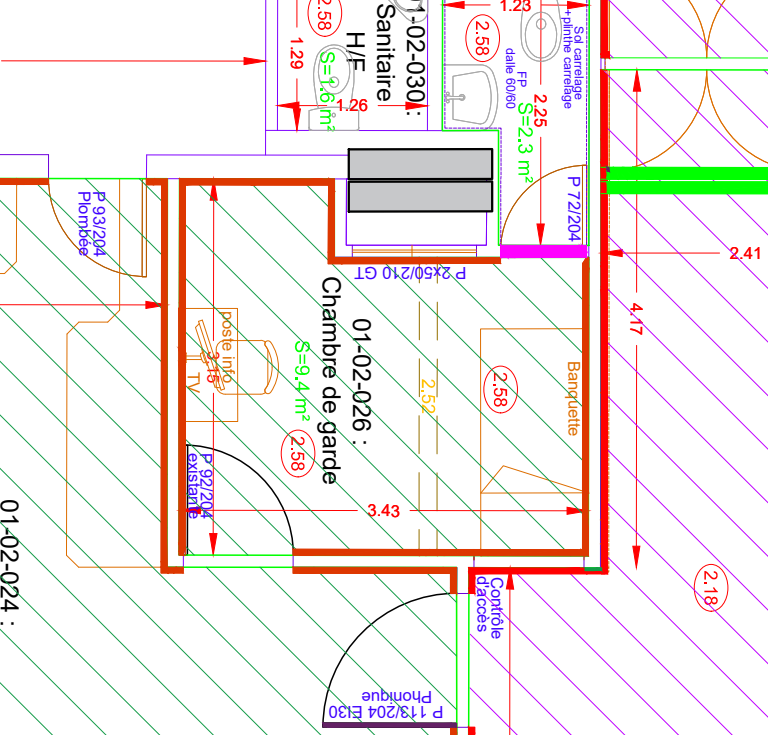 2.58
1.29
H/F
S=1.6 m²
1.26
01-02-030 :
Sanitaire
1.23
2.58
FP
dalle 60/60
Sol carrelage
+plinthe carrelage
2.25
S=2.3 m²
P 72/204
P 93/204
Plombée
P 2x50/210 GT
2.41
4.17
01-02-026 :
Chambre de garde
S=9.4 m²
2.58
poste info.
TV
3.15
2.52
2.58
Banquette
P 92/204
existante
3.43
01-02-024 :
Contrôle
d'accès
2.18
P 113/204 EI30
Phonique